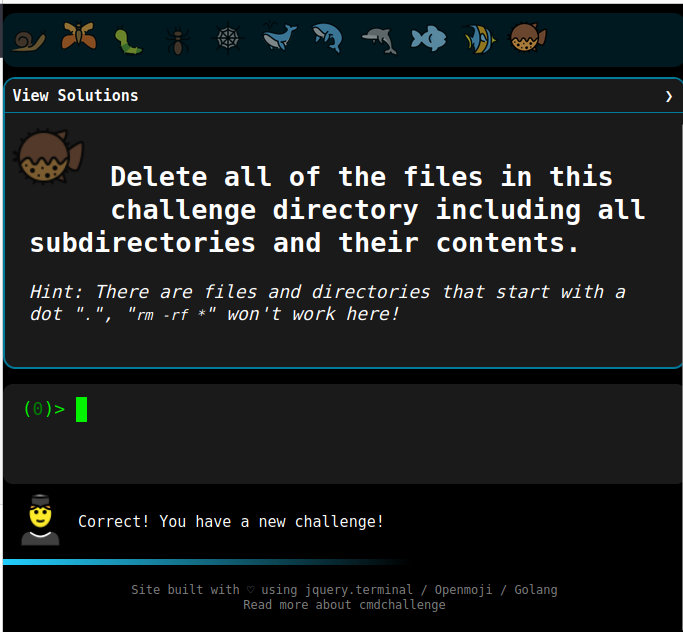 View Solutions ❯
Delete all of the files in this
challenge directory including all
subdirectories and their contents.
Hint: There are files and directories that start with a
dot ".", "rm -rf *" won't work here!
(0)>
Correct! You have a new challenge!
Site built with ♡ using jquery.terminal / Openmoji / Golang
Read more about cmdchallenge